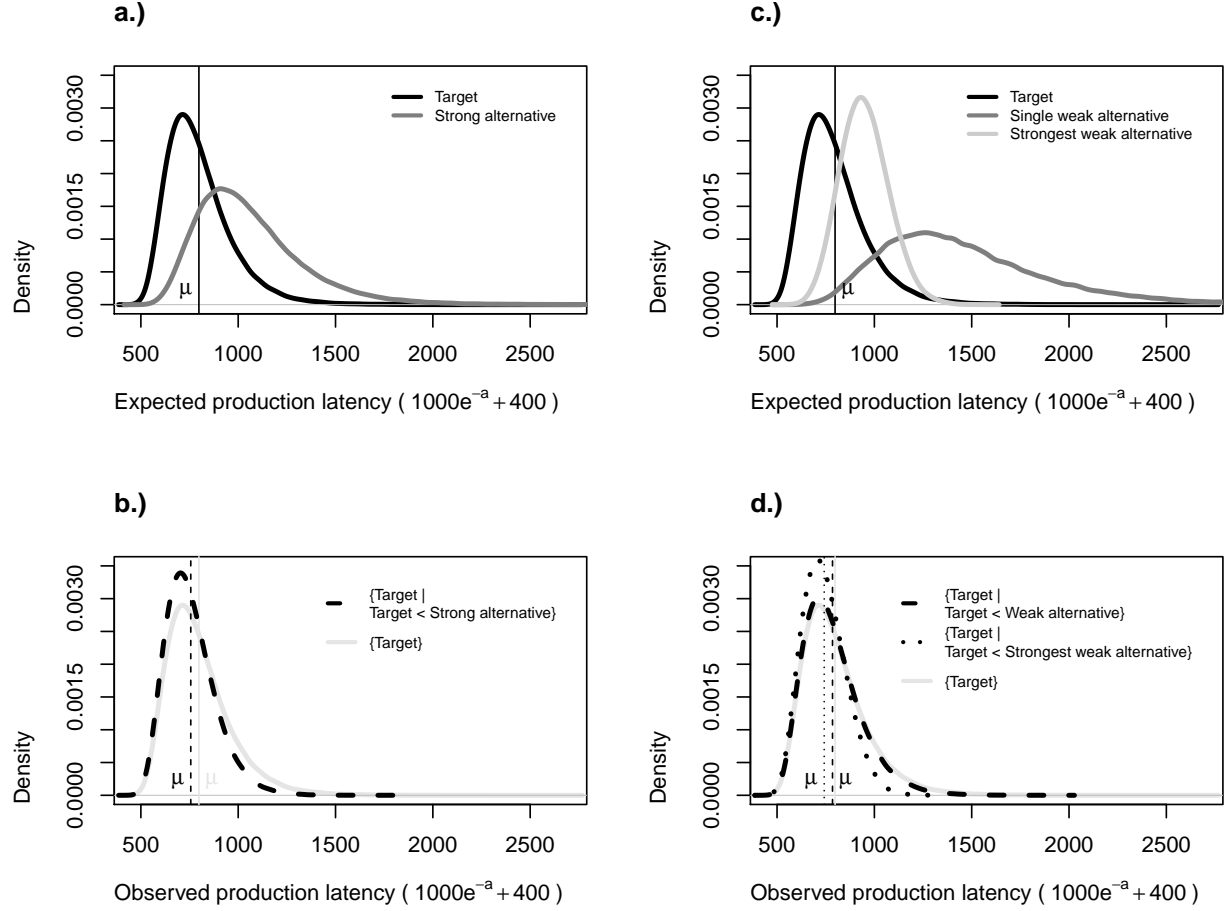 a.)
0.0000 0.0015 0.0030
Density
Target
Strong alternative
μ
500 1000 1500 2000 2500
Expected production latency ( 1000e⁻ᵃ + 400 )
c.)
0.0000 0.0015 0.0030
Density
Target
Single weak alternative
Strongest weak alternative
μ
500 1000 1500 2000 2500
Expected production latency ( 1000e⁻ᵃ + 400 )
b.)
0.0000 0.0015 0.0030
Density
{Target |
Target < Strong alternative}
{Target}
μ μ
500 1000 1500 2000 2500
Observed production latency ( 1000e⁻ᵃ + 400 )
d.)
0.0000 0.0015 0.0030
Density
{Target |
Target < Weak alternative}
{Target |
Target < Strongest weak alternative}
{Target}
μ μ
500 1000 1500 2000 2500
Observed production latency ( 1000e⁻ᵃ + 400 )